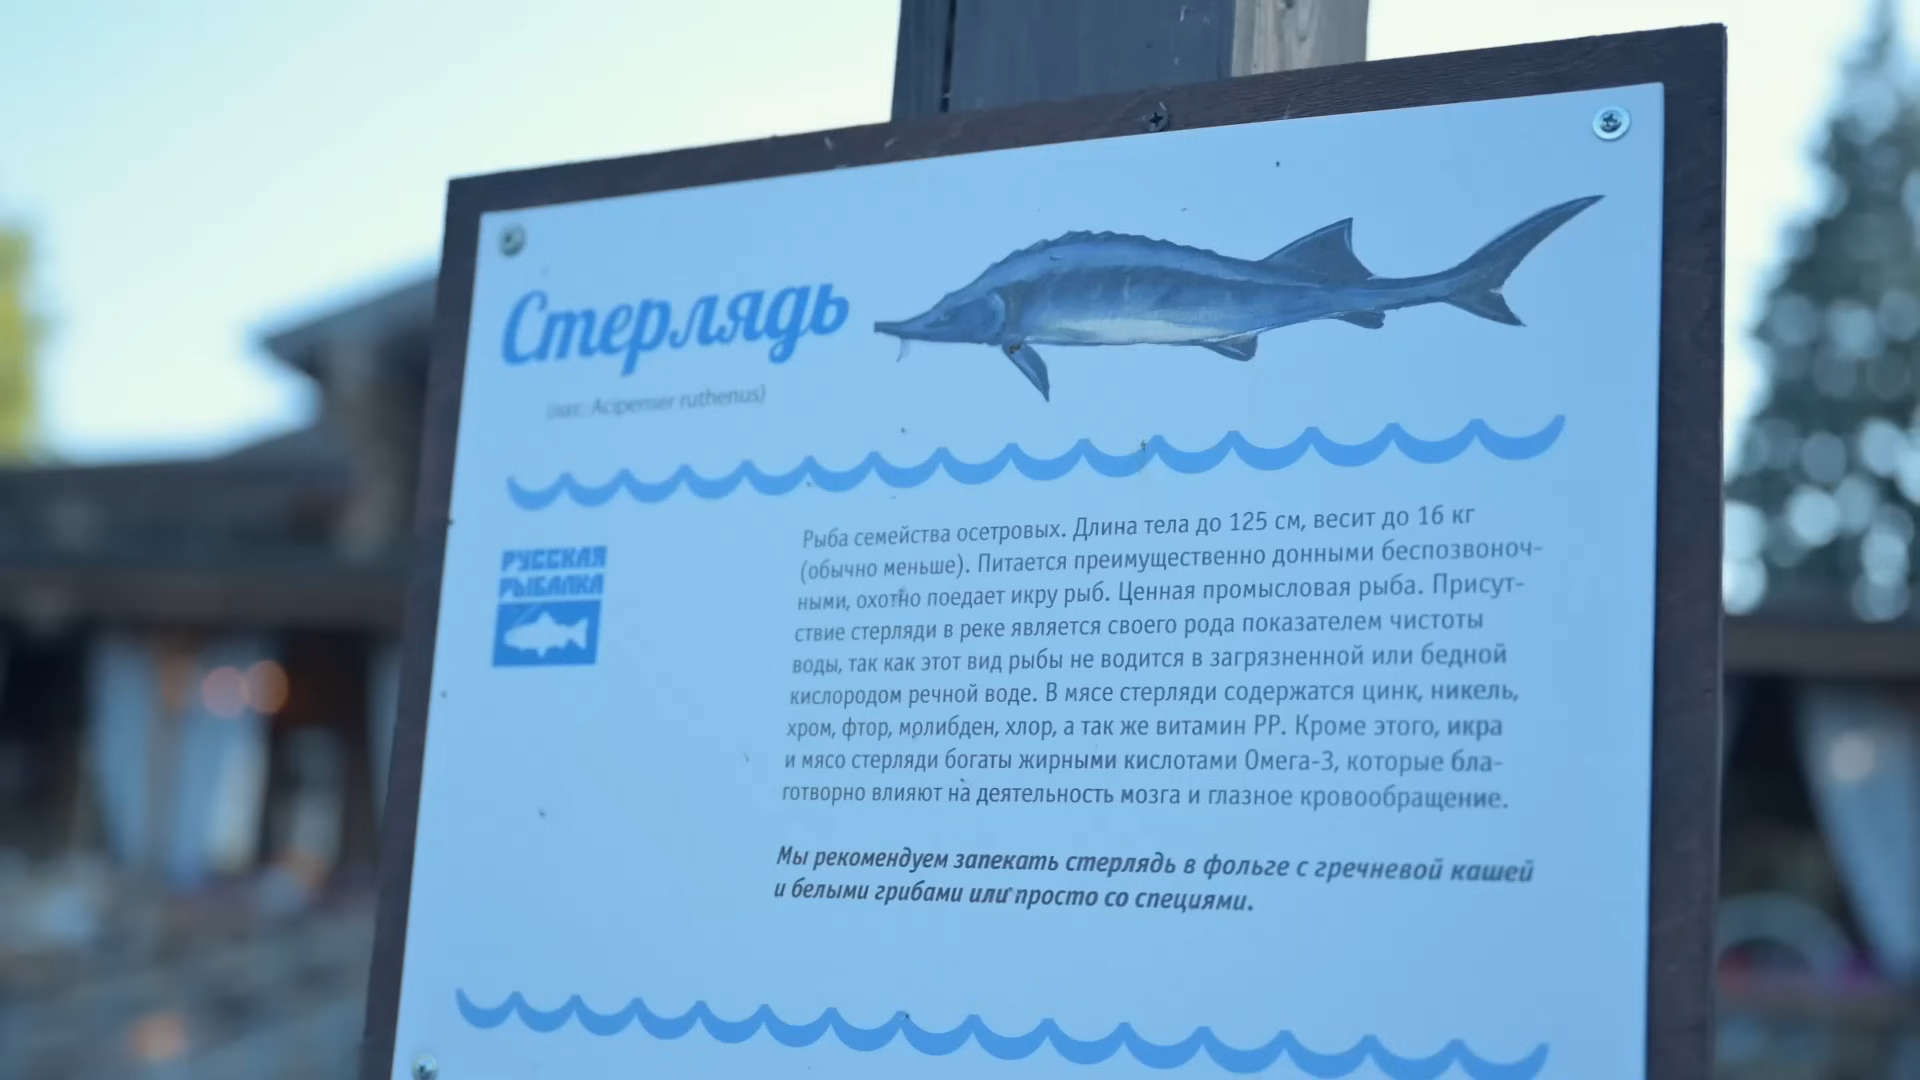 Стерлядь
(лат.: Acipenser ruthenus)
РУССКАЯ
РЫБАЛКА
Рыба семейства осетровых. Длина тела до 125 см, весит до 16 кг
(обычно меньше). Питается преимущественно донными беспозвоноч-
ными, охотно поедает икру рыб. Ценная промысловая рыба. Присут-
ствие стерляди в реке является своего рода показателем чистоты
воды, так как этот вид рыбы не водится в загрязненной или бедной
кислородом речной воде. В мясе стерляди содержатся цинк, никель,
хром, фтор, молибден, хлор, а так же витамин РР. Кроме этого, икра
и мясо стерляди богаты жирными кислотами Омега-3, которые бла-
готворно влияют на деятельность мозга и глазное кровообращение.
Мы рекомендуем запекать стерлядь в фольге с гречневой кашей
и белыми грибами или просто со специями.